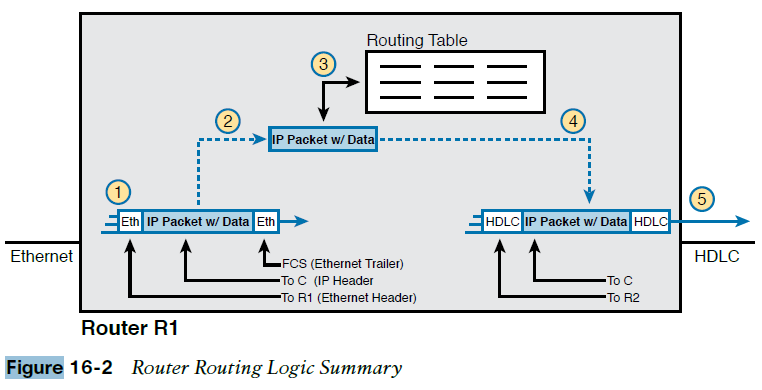 Routing Table
3
2
IP Packet w/ Data
4
1
Eth IP Packet w/ Data Eth
HDLC IP Packet w/ Data HDLC
5
Ethernet
HDLC
FCS (Ethernet Trailer)
To C (IP Header
To R1 (Ethernet Header)
To C
To R2
Router R1
Figure 16-2 Router Routing Logic Summary